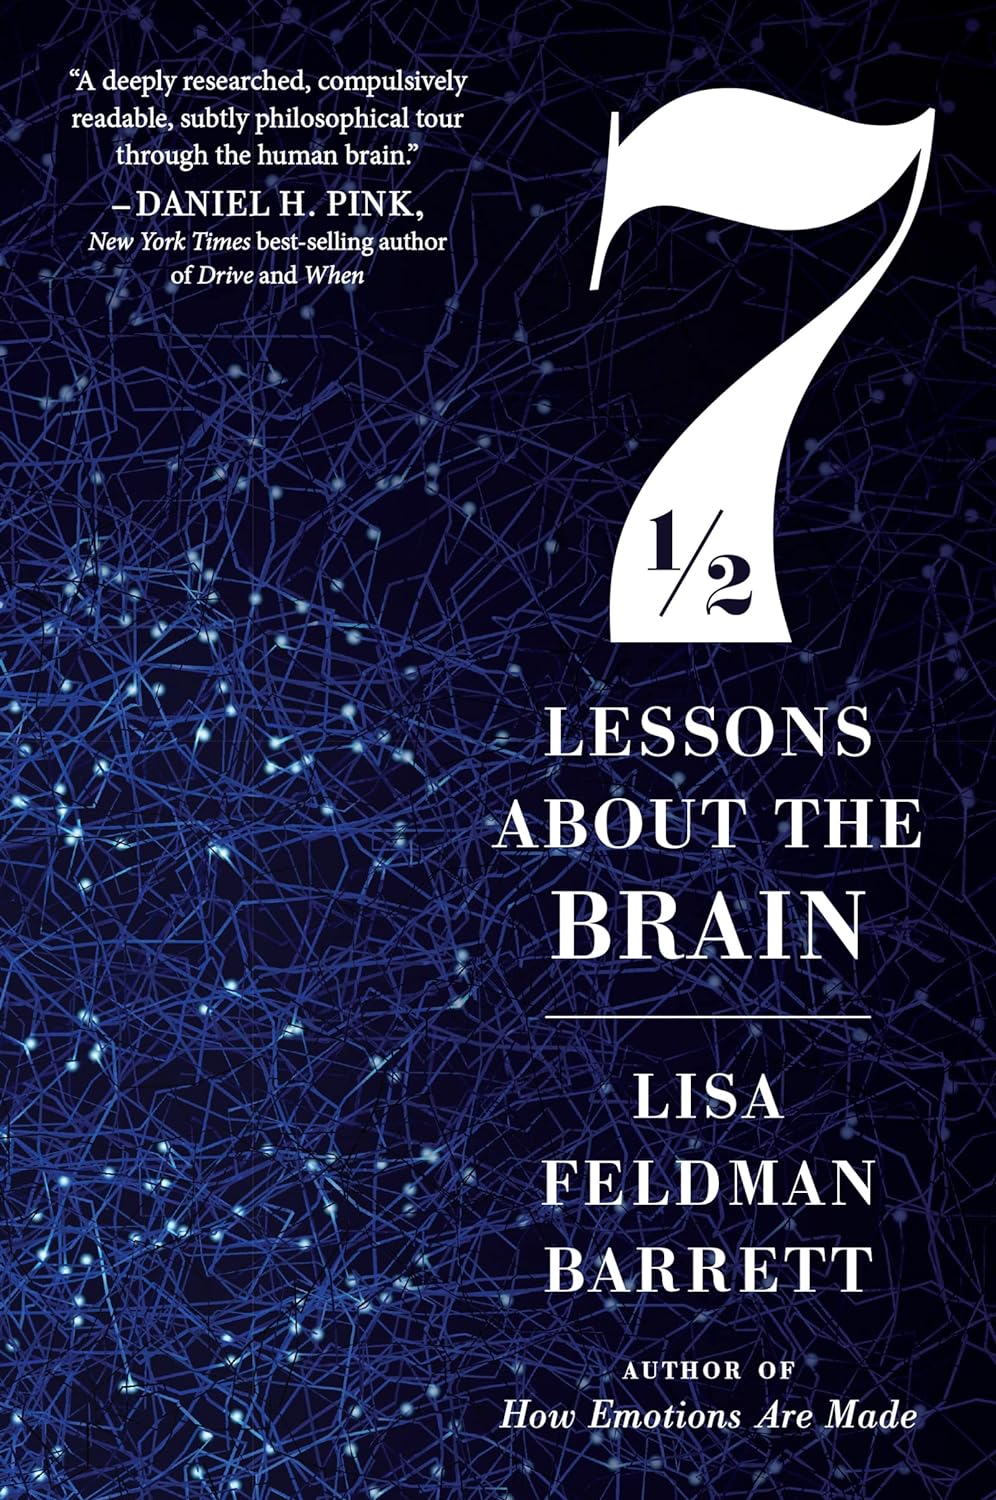 “A deeply researched, compulsively
readable, subtly philosophical tour
through the human brain.”
–DANIEL H. PINK,
New York Times best-selling author
of Drive and When
7
1/2
LESSONS
ABOUT THE
BRAIN
LISA
FELDMAN
BARRETT
AUTHOR OF
How Emotions Are Made